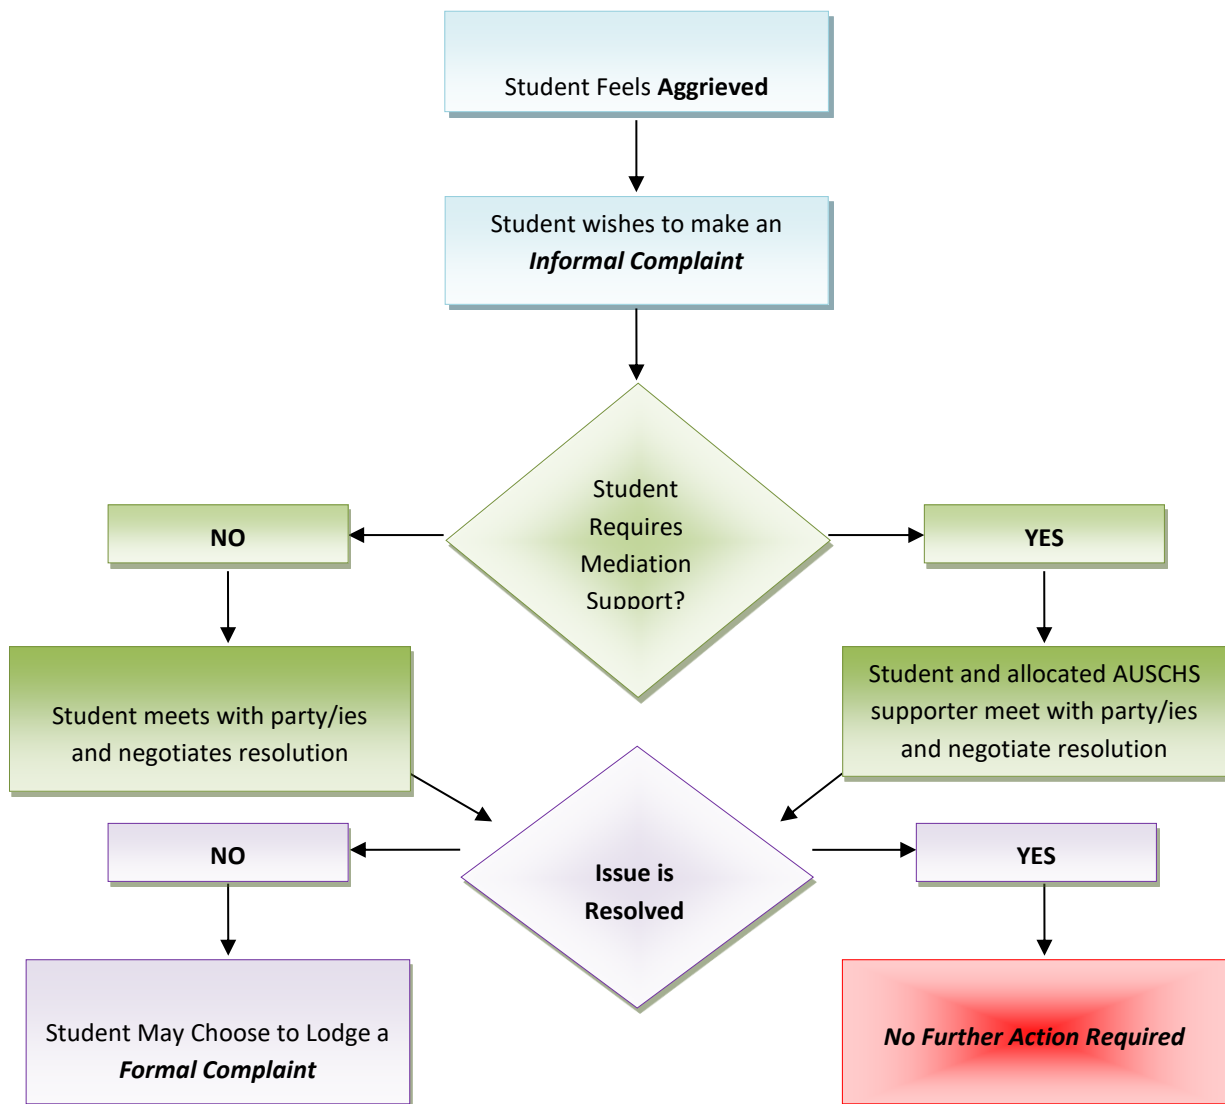 Student Feels Aggrieved
Student wishes to make an
Informal Complaint
Student
Requires
Mediation
Support?
NO
YES
Student meets with party/ies
and negotiates resolution
Student and allocated AUSCHS
supporter meet with party/ies
and negotiate resolution
Issue is
Resolved
NO
YES
Student May Choose to Lodge a
Formal Complaint
No Further Action Required